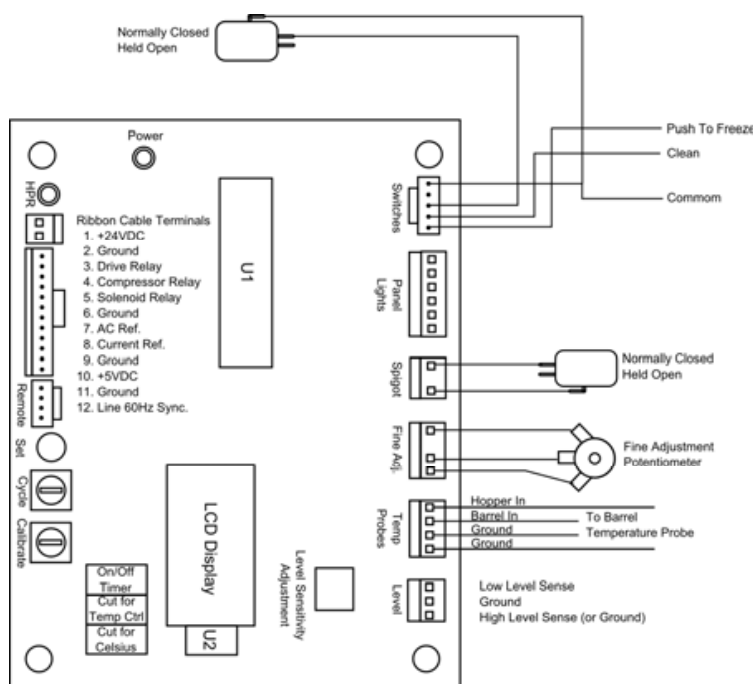 Normally Closed
Held Open
Power
Push To Freeze
Clean
Commom
HPR
Switches
Ribbon Cable Terminals
1. +24VDC
2. Ground
3. Drive Relay
4. Compressor Relay
5. Solenoid Relay
6. Ground
7. AC Ref.
8. Current Ref.
9. Ground
10. +5VDC
11. Ground
12. Line 60Hz Sync.
U1
Panel
Lights
Remote
Spigot
Normally Closed
Held Open
Set
Fine Adj.
Fine Adjustment
Potentiometer
Cycle
Calibrate
LCD Display
U2
Temp
Probes
Hopper In
Barrel In
To Barrel
Ground
Temperature Probe
Ground
On/Off
Timer
Cut for
Temp Ctrl
Cut for
Celsius
Level Sensitivity
Adjustment
Level
Low Level Sense
Ground
High Level Sense (or Ground)